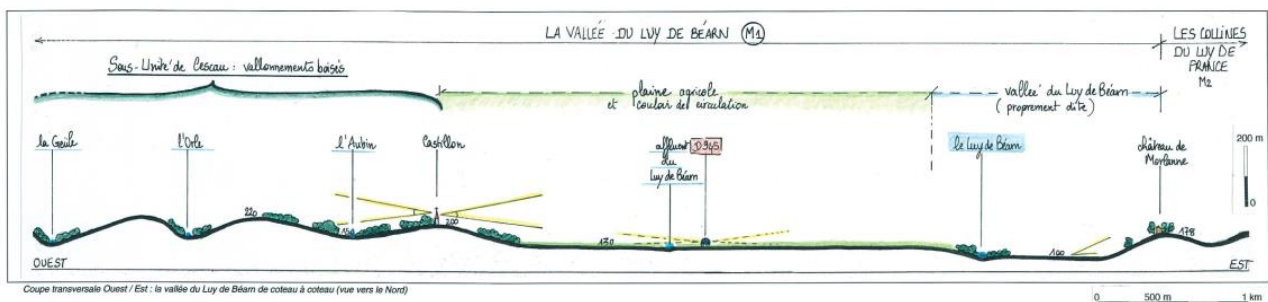 LA VALLÉE DU LUY DE BÉARN (M1)
LES COLLINES
DU LUY DE
FRANCE
M2
Sous-Unité de Cescau : vallonnements boisés
plaine agricole
et couloir de circulation
vallée du Luy de Béarn
(proprement dite)
la Geüle
l'Orle
l'Aubin
Castillon
affluent
du
Luy de Béarn
D945
le Luy de Béarn
château de
Morlanne
200 m
0
220
150
200
130
100
178
OUEST
EST
Coupe transversale Ouest / Est : la vallée du Luy de Béarn de coteau à coteau (vue vers le Nord)
0 500 m 1 km